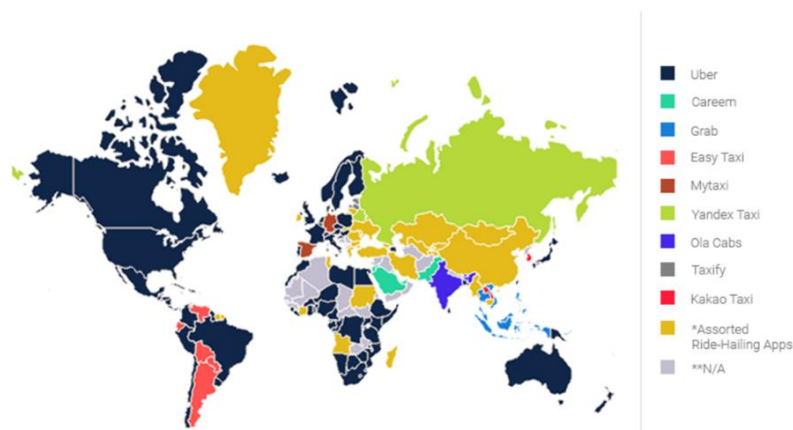 Uber
Careem
Grab
Easy Taxi
Mytaxi
Yandex Taxi
Ola Cabs
Taxify
Kakao Taxi
*Assorted
Ride-Hailing Apps
**N/A